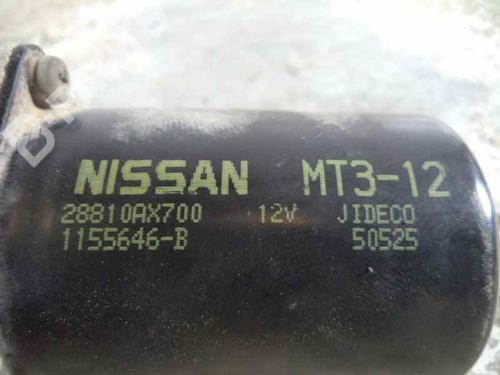 NISSAN MT3-12
28810AX700 12V JIDECO
1155646-B 50525